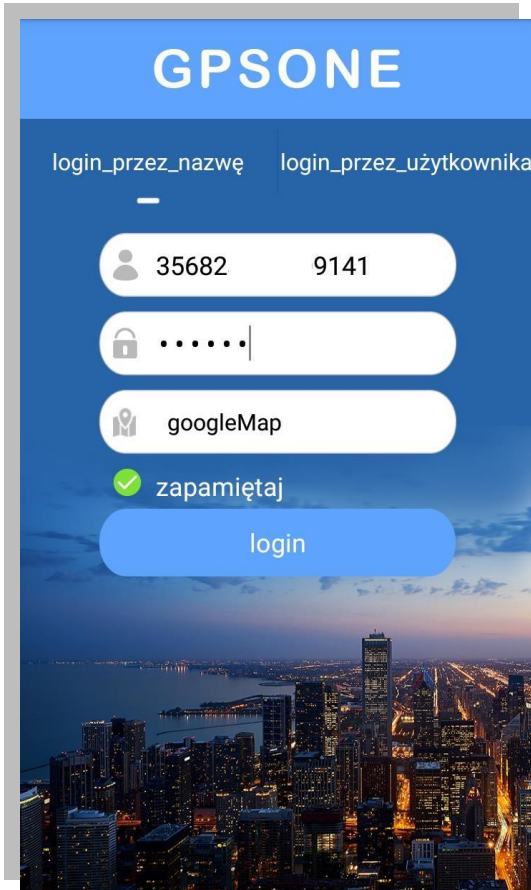 GPSONE
login_przez_nazwę login_przez_użytkownika
35682 9141
••••••
googleMap
zapamiętaj
login